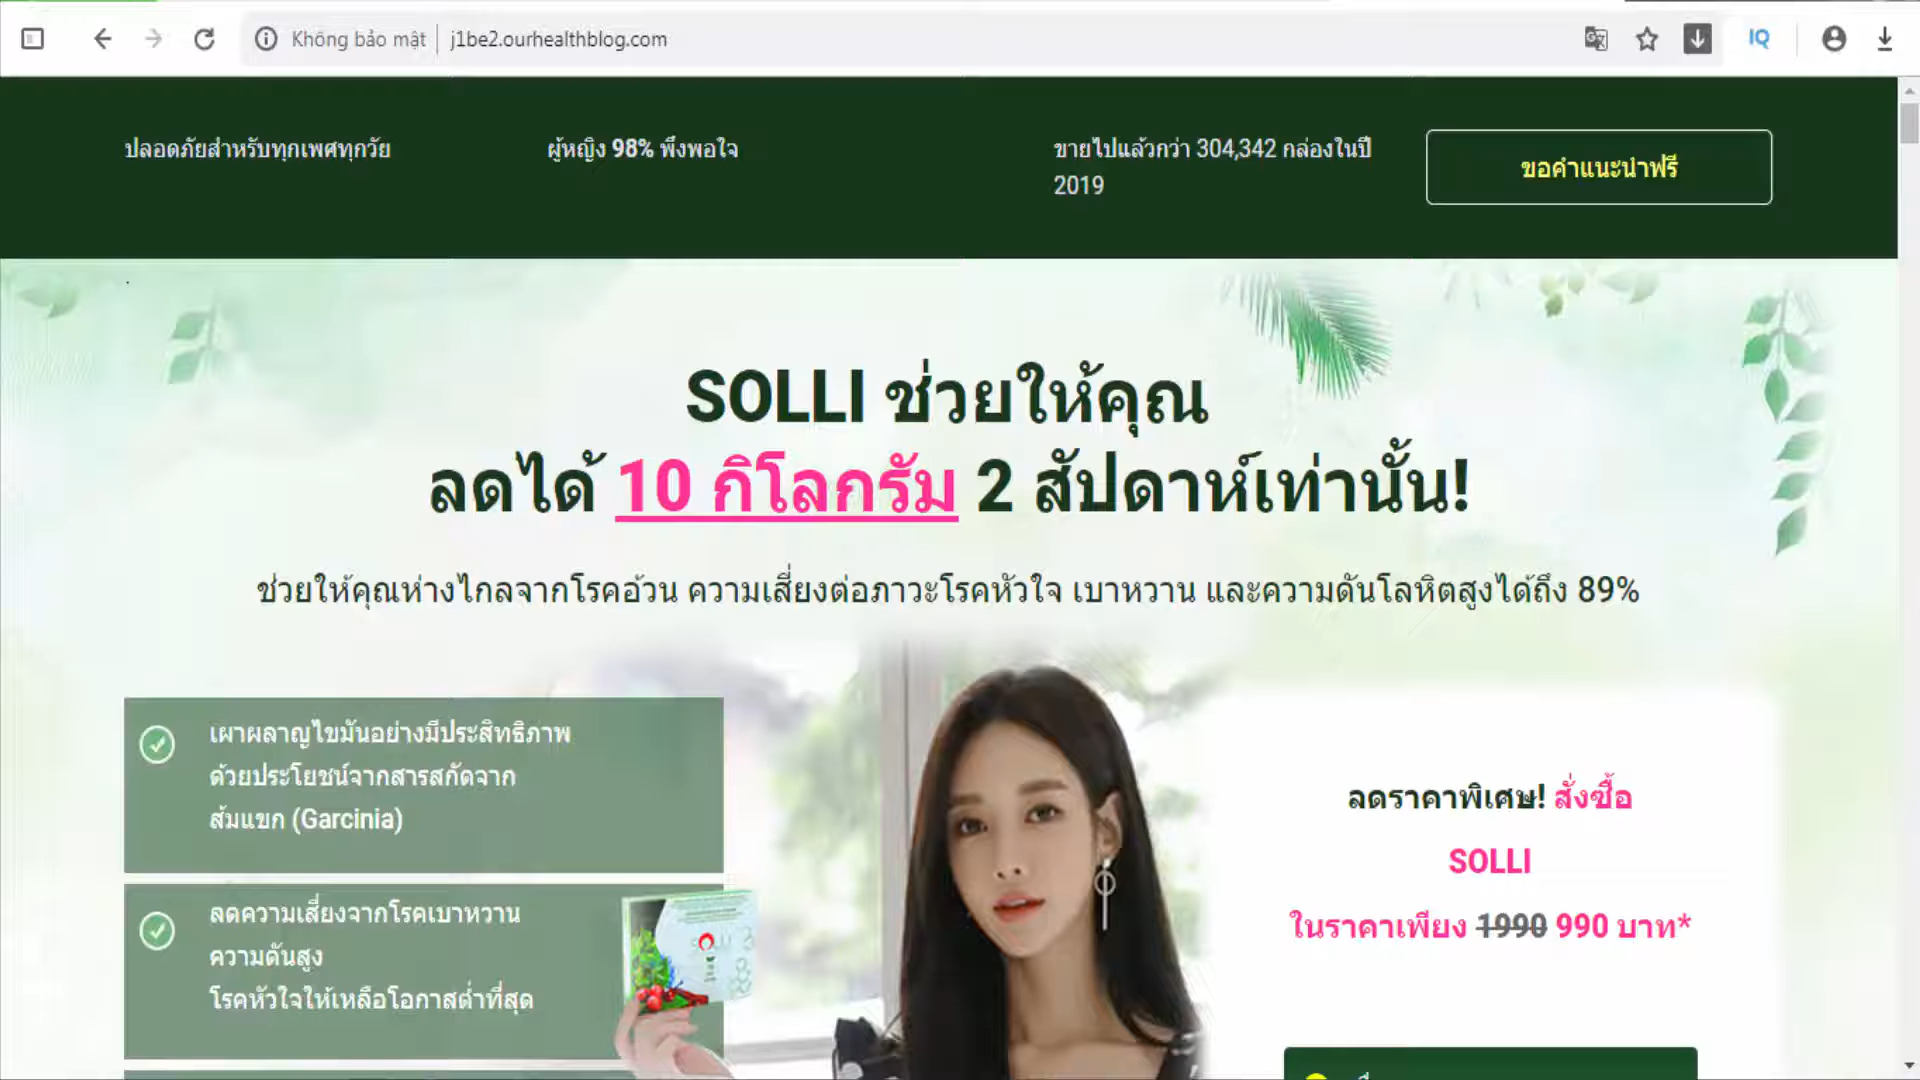 Không bảo mật
j1be2.ourhealthblog.com
IQ
ปลอดภัยสำหรับทุกเพศทุกวัย
ผู้หญิง 98% พึงพอใจ
ขายไปแล้วกว่า 304,342 กล่องในปี
2019
ขอคำแนะนำฟรี
SOLLI ช่วยให้คุณ
ลดได้ 10 กิโลกรัม 2 สัปดาห์เท่านั้น!
ช่วยให้คุณห่างไกลจากโรคอ้วน ความเสี่ยงต่อภาวะโรคหัวใจ เบาหวาน และความดันโลหิตสูงได้ถึง 89%
เผาผลาญไขมันอย่างมีประสิทธิภาพ
ด้วยประโยชน์จากสารสกัดจาก
ส้มแขก (Garcinia)
ลดความเสี่ยงจากโรคเบาหวาน
ความดันสูง
โรคหัวใจให้เหลือโอกาสต่ำที่สุด
ลดราคาพิเศษ! สั่งซื้อ
SOLLI
ในราคาเพียง 1990 990 บาท*